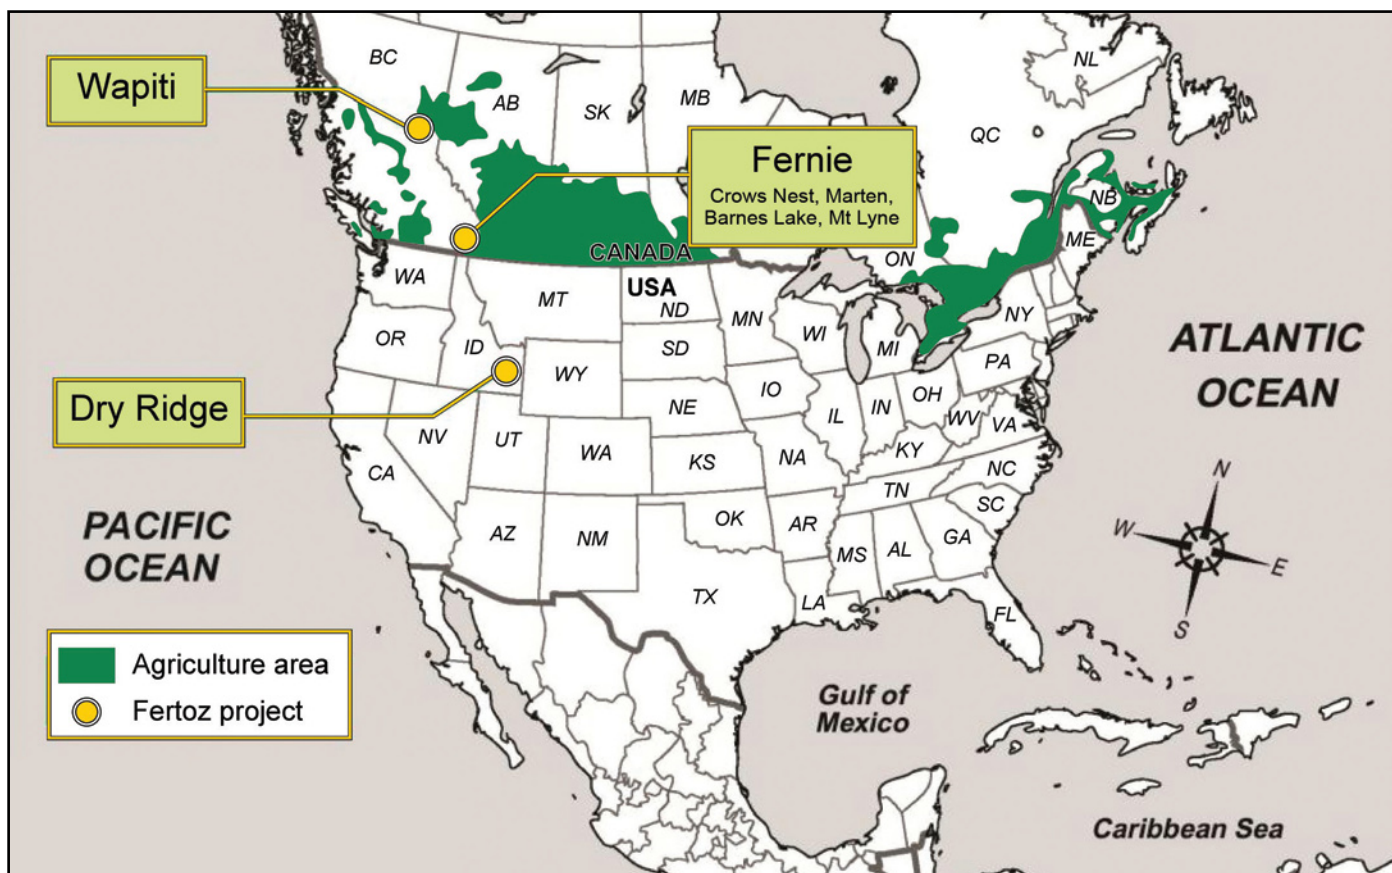 BC
AB
SK
MB
NL
QC
Wapiti
Fernie
Crows Nest, Marten,
Barnes Lake, Mt Lyne
NB
ME
ON
CANADA
USA
WA
MT
ND
MN
OR
ID
SD
WI
MI
NY
PA
WY
NE
IO
IL
IN
OH
WV
VA
Dry Ridge
NV
UT
WA
KS
NA
KY
NC
TN
SC
CA
AZ
NM
OK
AR
MS
AL
GA
TX
LA
FL
ATLANTIC
OCEAN
PACIFIC
OCEAN
N
W
E
S
Agriculture area
Fertoz project
Gulf of
Mexico
Caribbean Sea